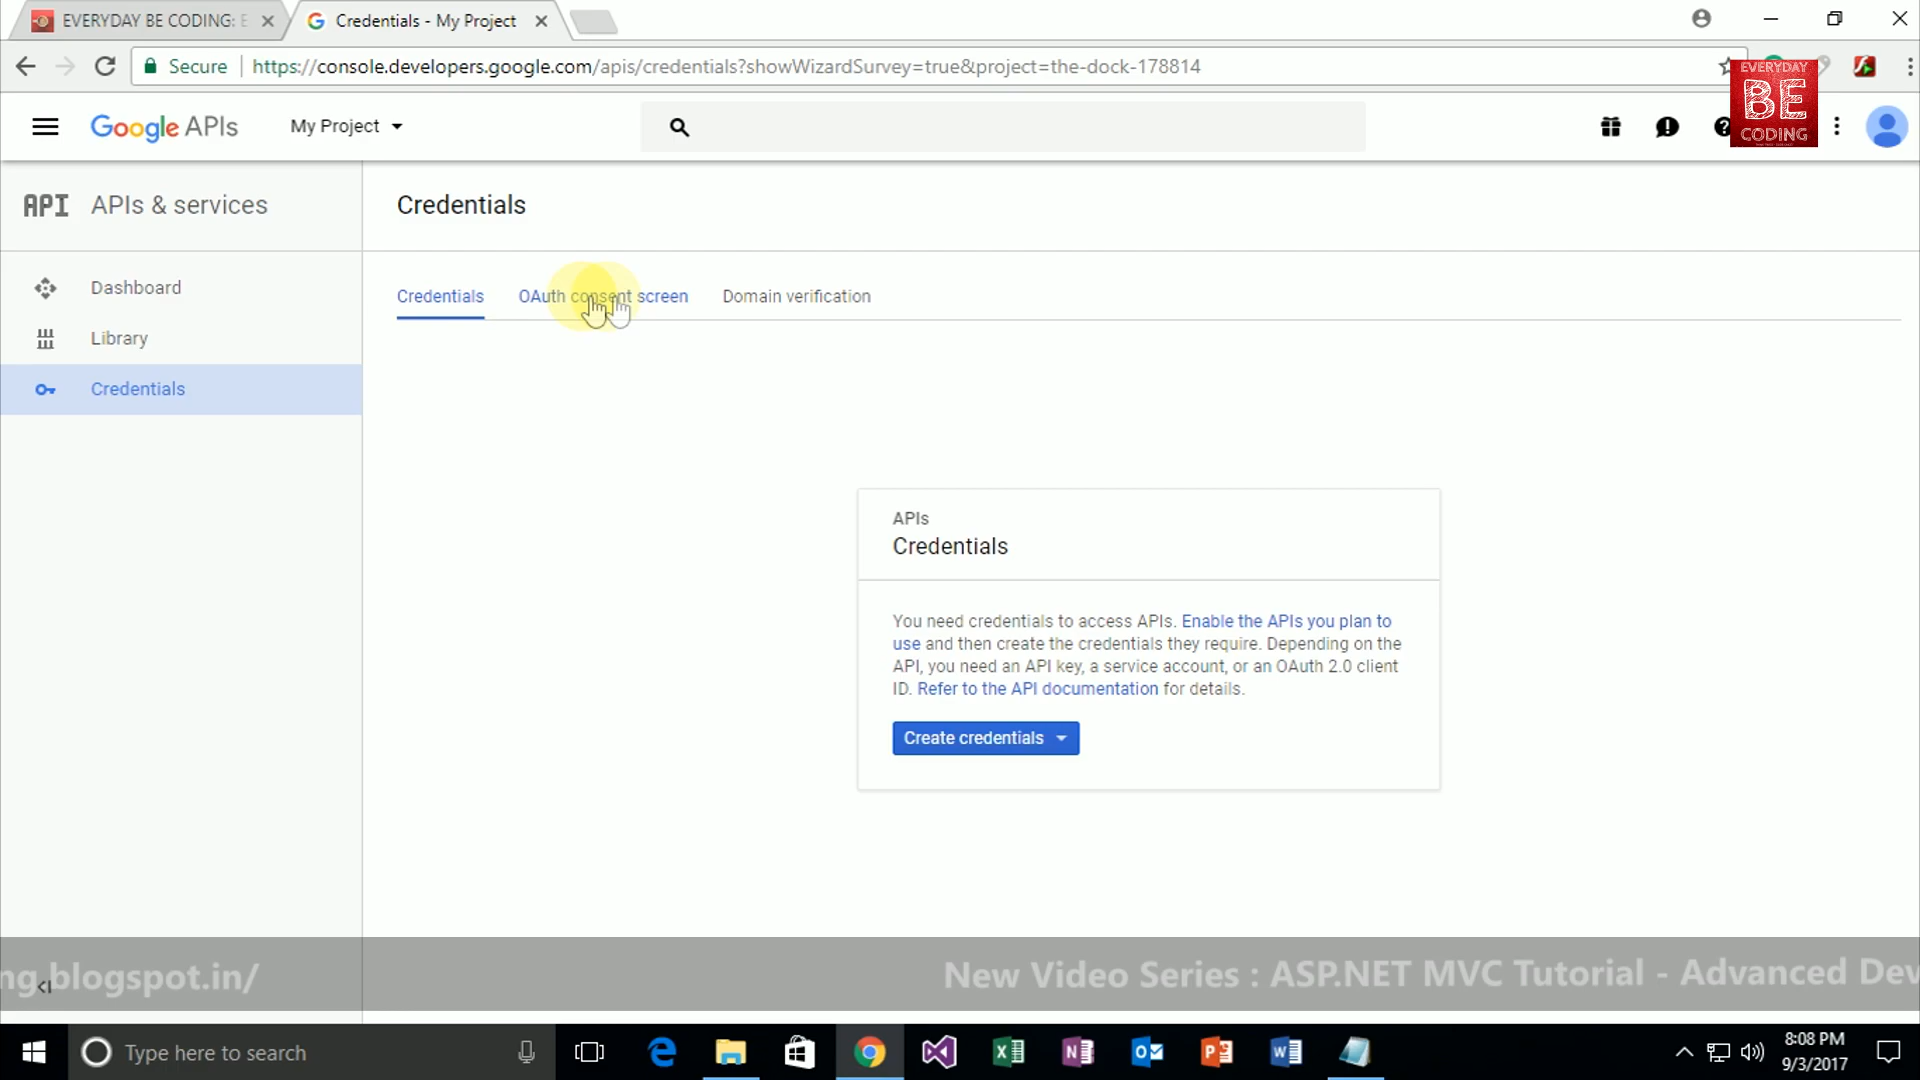 EVERYDAY BE CODING: E
Credentials - My Project
Secure
https://console.developers.google.com/apis/credentials?showWizardSurvey=true&project=the-dock-178814
EVERYDAY
BE
CODING
Google APIs
My Project
API
APIs & services
Credentials
Dashboard
Library
Credentials
Credentials
OAuth consent screen
Domain verification
APIs
Credentials
You need credentials to access APIs. Enable the APIs you plan to
use and then create the credentials they require. Depending on the
API, you need an API key, a service account, or an OAuth 2.0 client
ID. Refer to the API documentation for details.
Create credentials
ng.blogspot.in/
New Video Series : ASP.NET MVC Tutorial - Advanced Dev
Type here to search
8:08 PM
9/3/2017